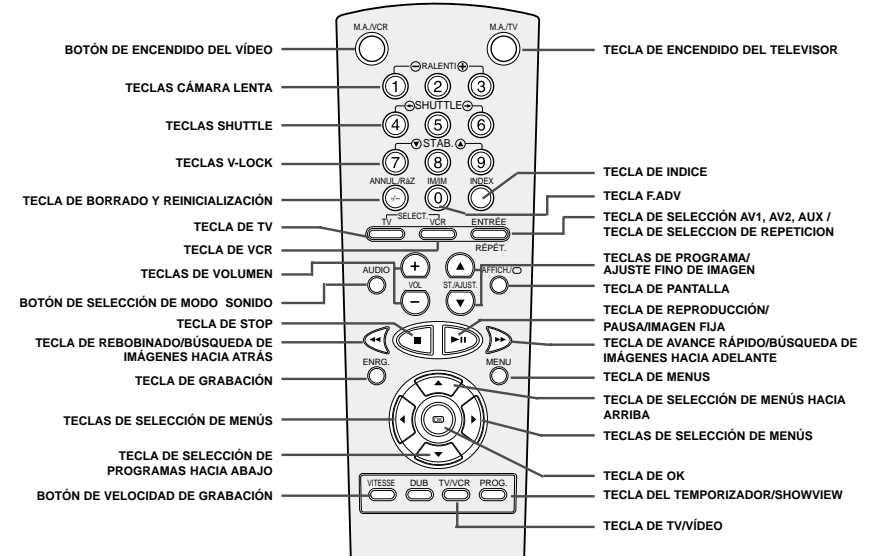 M.A./VCR
M.A./TV
BOTÓN DE ENCENDIDO DEL VÍDEO
TECLA DE ENCENDIDO DEL TELEVISOR
RALENTI
TECLAS CÁMARA LENTA
1 2 3
SHUTTLE
TECLAS SHUTTLE
4 5 6
STAB.
TECLAS V-LOCK
7 8 9
TECLA DE INDICE
ANNUL./RàZ IM/IM INDEX
TECLA F.ADV
TECLA DE BORRADO Y REINICIALIZACIÓN
-/-- 0
SELECT.
TV VCR ENTRÉE
TECLA DE SELECCIÓN AV1, AV2, AUX /
TECLA DE SELECCION DE REPETICION
TECLA DE TV
TECLA DE VCR
RÉPÉT.
TECLAS DE VOLUMEN
TECLAS DE PROGRAMA/
AJUSTE FINO DE IMAGEN
AUDIO
AFFICH./
VOL ST./AJUST.
TECLA DE PANTALLA
BOTÓN DE SELECCIÓN DE MODO SONIDO
TECLA DE STOP
TECLA DE REPRODUCCIÓN/
PAUSA/IMAGEN FIJA
TECLA DE REBOBINADO/BÚSQUEDA DE
IMÁGENES HACIA ATRÁS
TECLA DE AVANCE RÁPIDO/BÚSQUEDA DE
IMÁGENES HACIA ADELANTE
ENRG.
MENU
TECLA DE GRABACIÓN
TECLA DE MENUS
TECLA DE SELECCIÓN DE MENÚS HACIA
ARRIBA
TECLAS DE SELECCIÓN DE MENÚS
OK
TECLAS DE SELECCIÓN DE MENÚS
TECLA DE SELECCIÓN DE
PROGRAMAS HACIA ABAJO
TECLA DE OK
VITESSE DUB TV/VCR PROG.
BOTÓN DE VELOCIDAD DE GRABACIÓN
TECLA DEL TEMPORIZADOR/SHOWVIEW
TECLA DE TV/VÍDEO